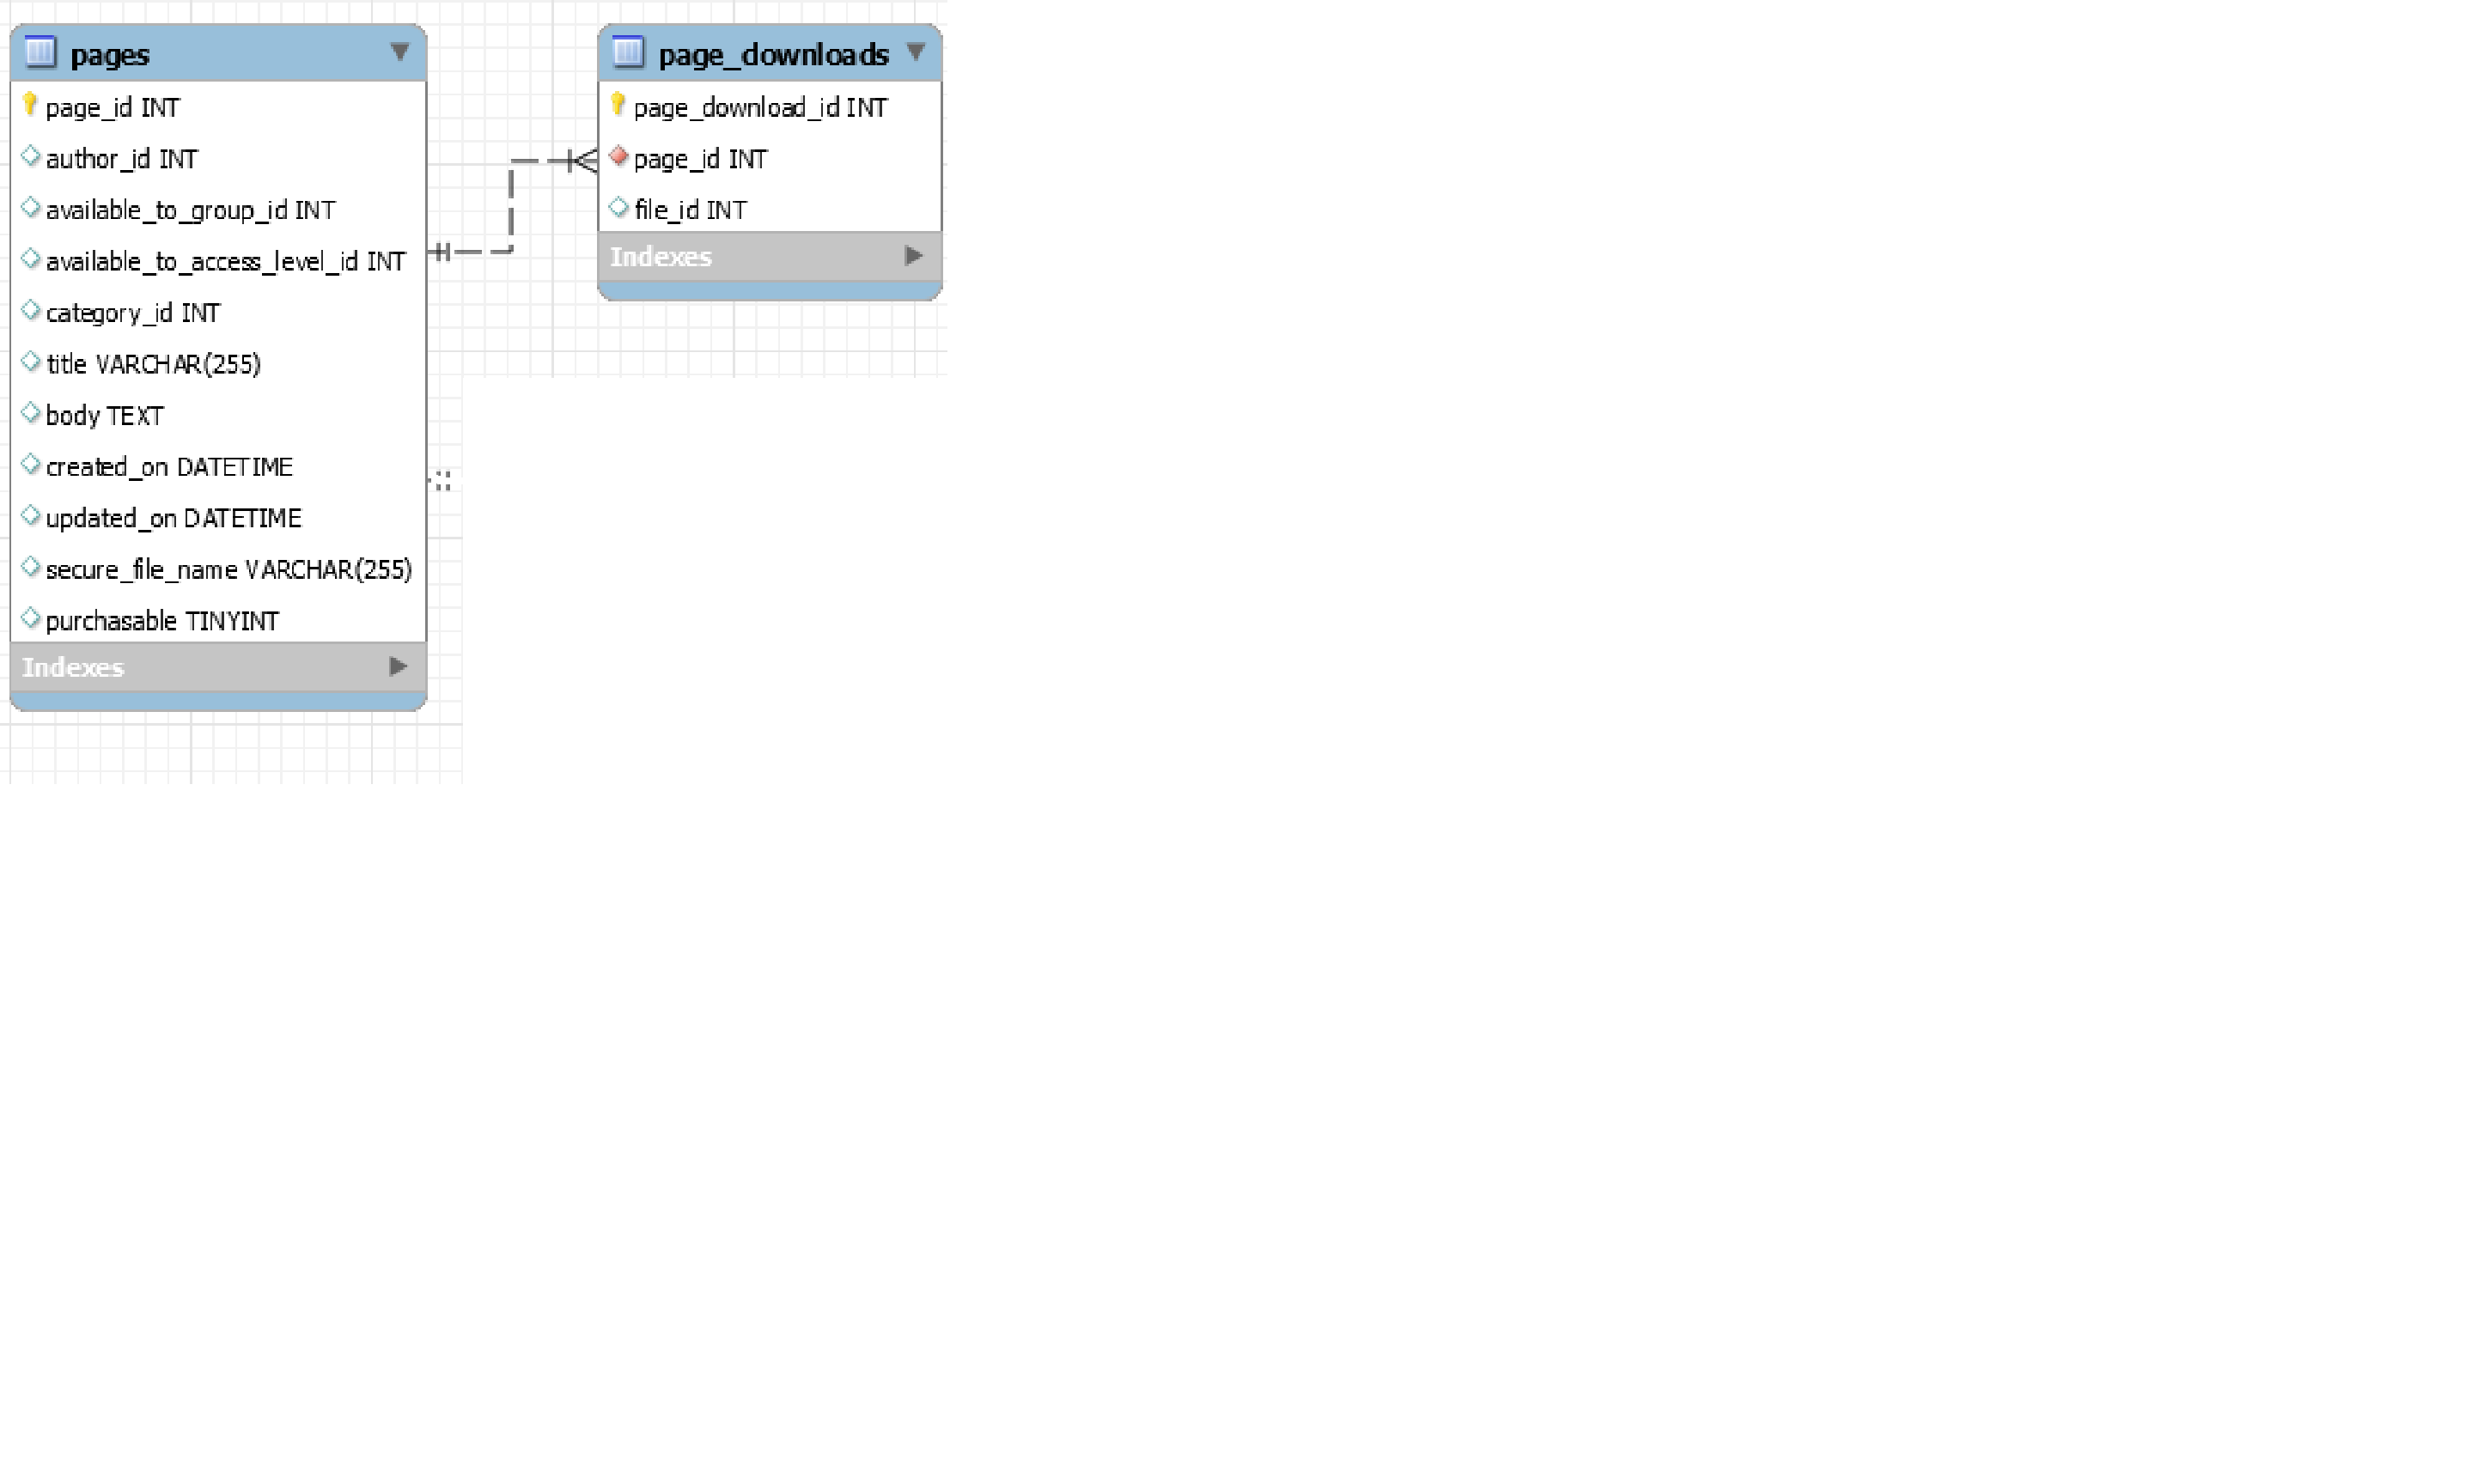 pages
page_id INT
author_id INT
available_to_group_id INT
available_to_access_level_id INT
category_id INT
title VARCHAR(255)
body TEXT
created_on DATETIME
updated_on DATETIME
secure_file_name VARCHAR(255)
purchasable TINYINT
Indexes
page_downloads
page_download_id INT
page_id INT
file_id INT
Indexes